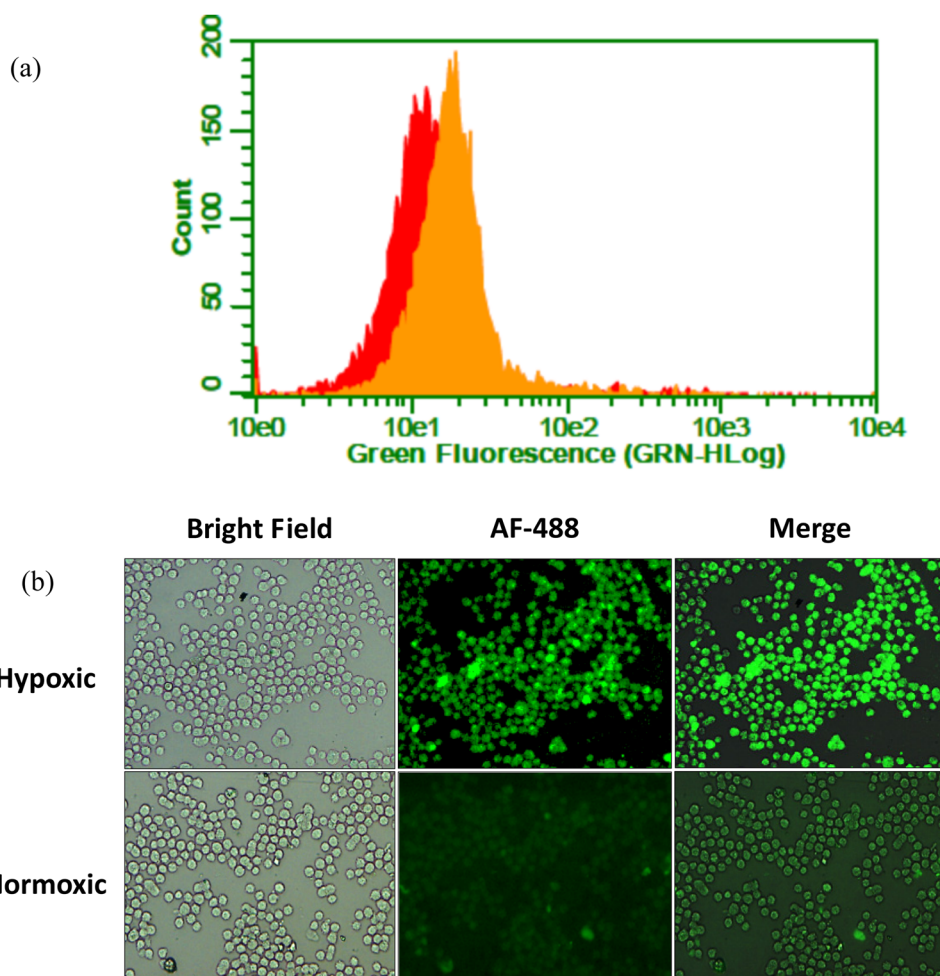 (a)
200
150
100
50
0
Count
10e0 10e1 10e2 10e3 10e4
Green Fluorescence (GRN-HLog)
Bright Field AF-488 Merge
(b)
Hypoxic
Normoxic